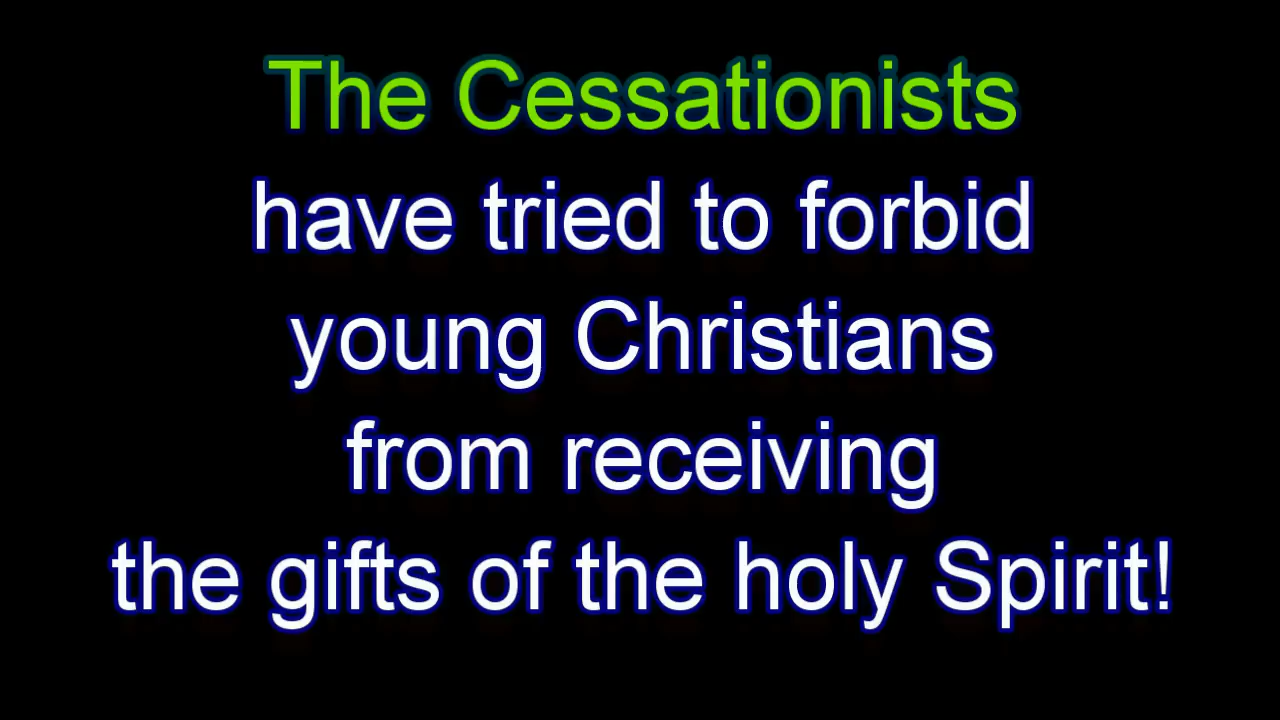 The Cessationists
have tried to forbid
young Christians
from receiving
the gifts of the holy Spirit!